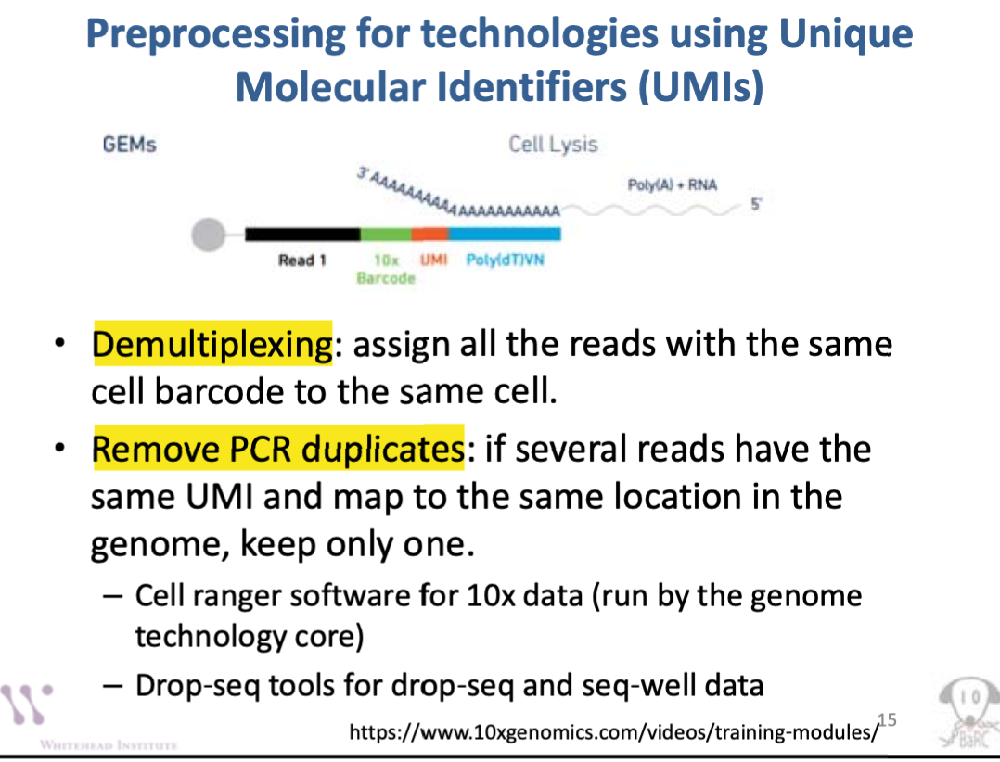 Preprocessing for technologies using Unique
Molecular Identifiers (UMIs)
GEMs
Cell Lysis
3' AAAAAAAAAAAAAAAAAAAAA
Poly(A) + RNA
5'
Read 1
10x
Barcode
UMI
Poly(dT)VN
• Demultiplexing: assign all the reads with the same
cell barcode to the same cell.
• Remove PCR duplicates: if several reads have the
same UMI and map to the same location in the
genome, keep only one.
– Cell ranger software for 10x data (run by the genome
technology core)
– Drop-seq tools for drop-seq and seq-well data
https://www.10xgenomics.com/videos/training-modules/
15
WHITEHEAD INSTITUTE
10
BaRC